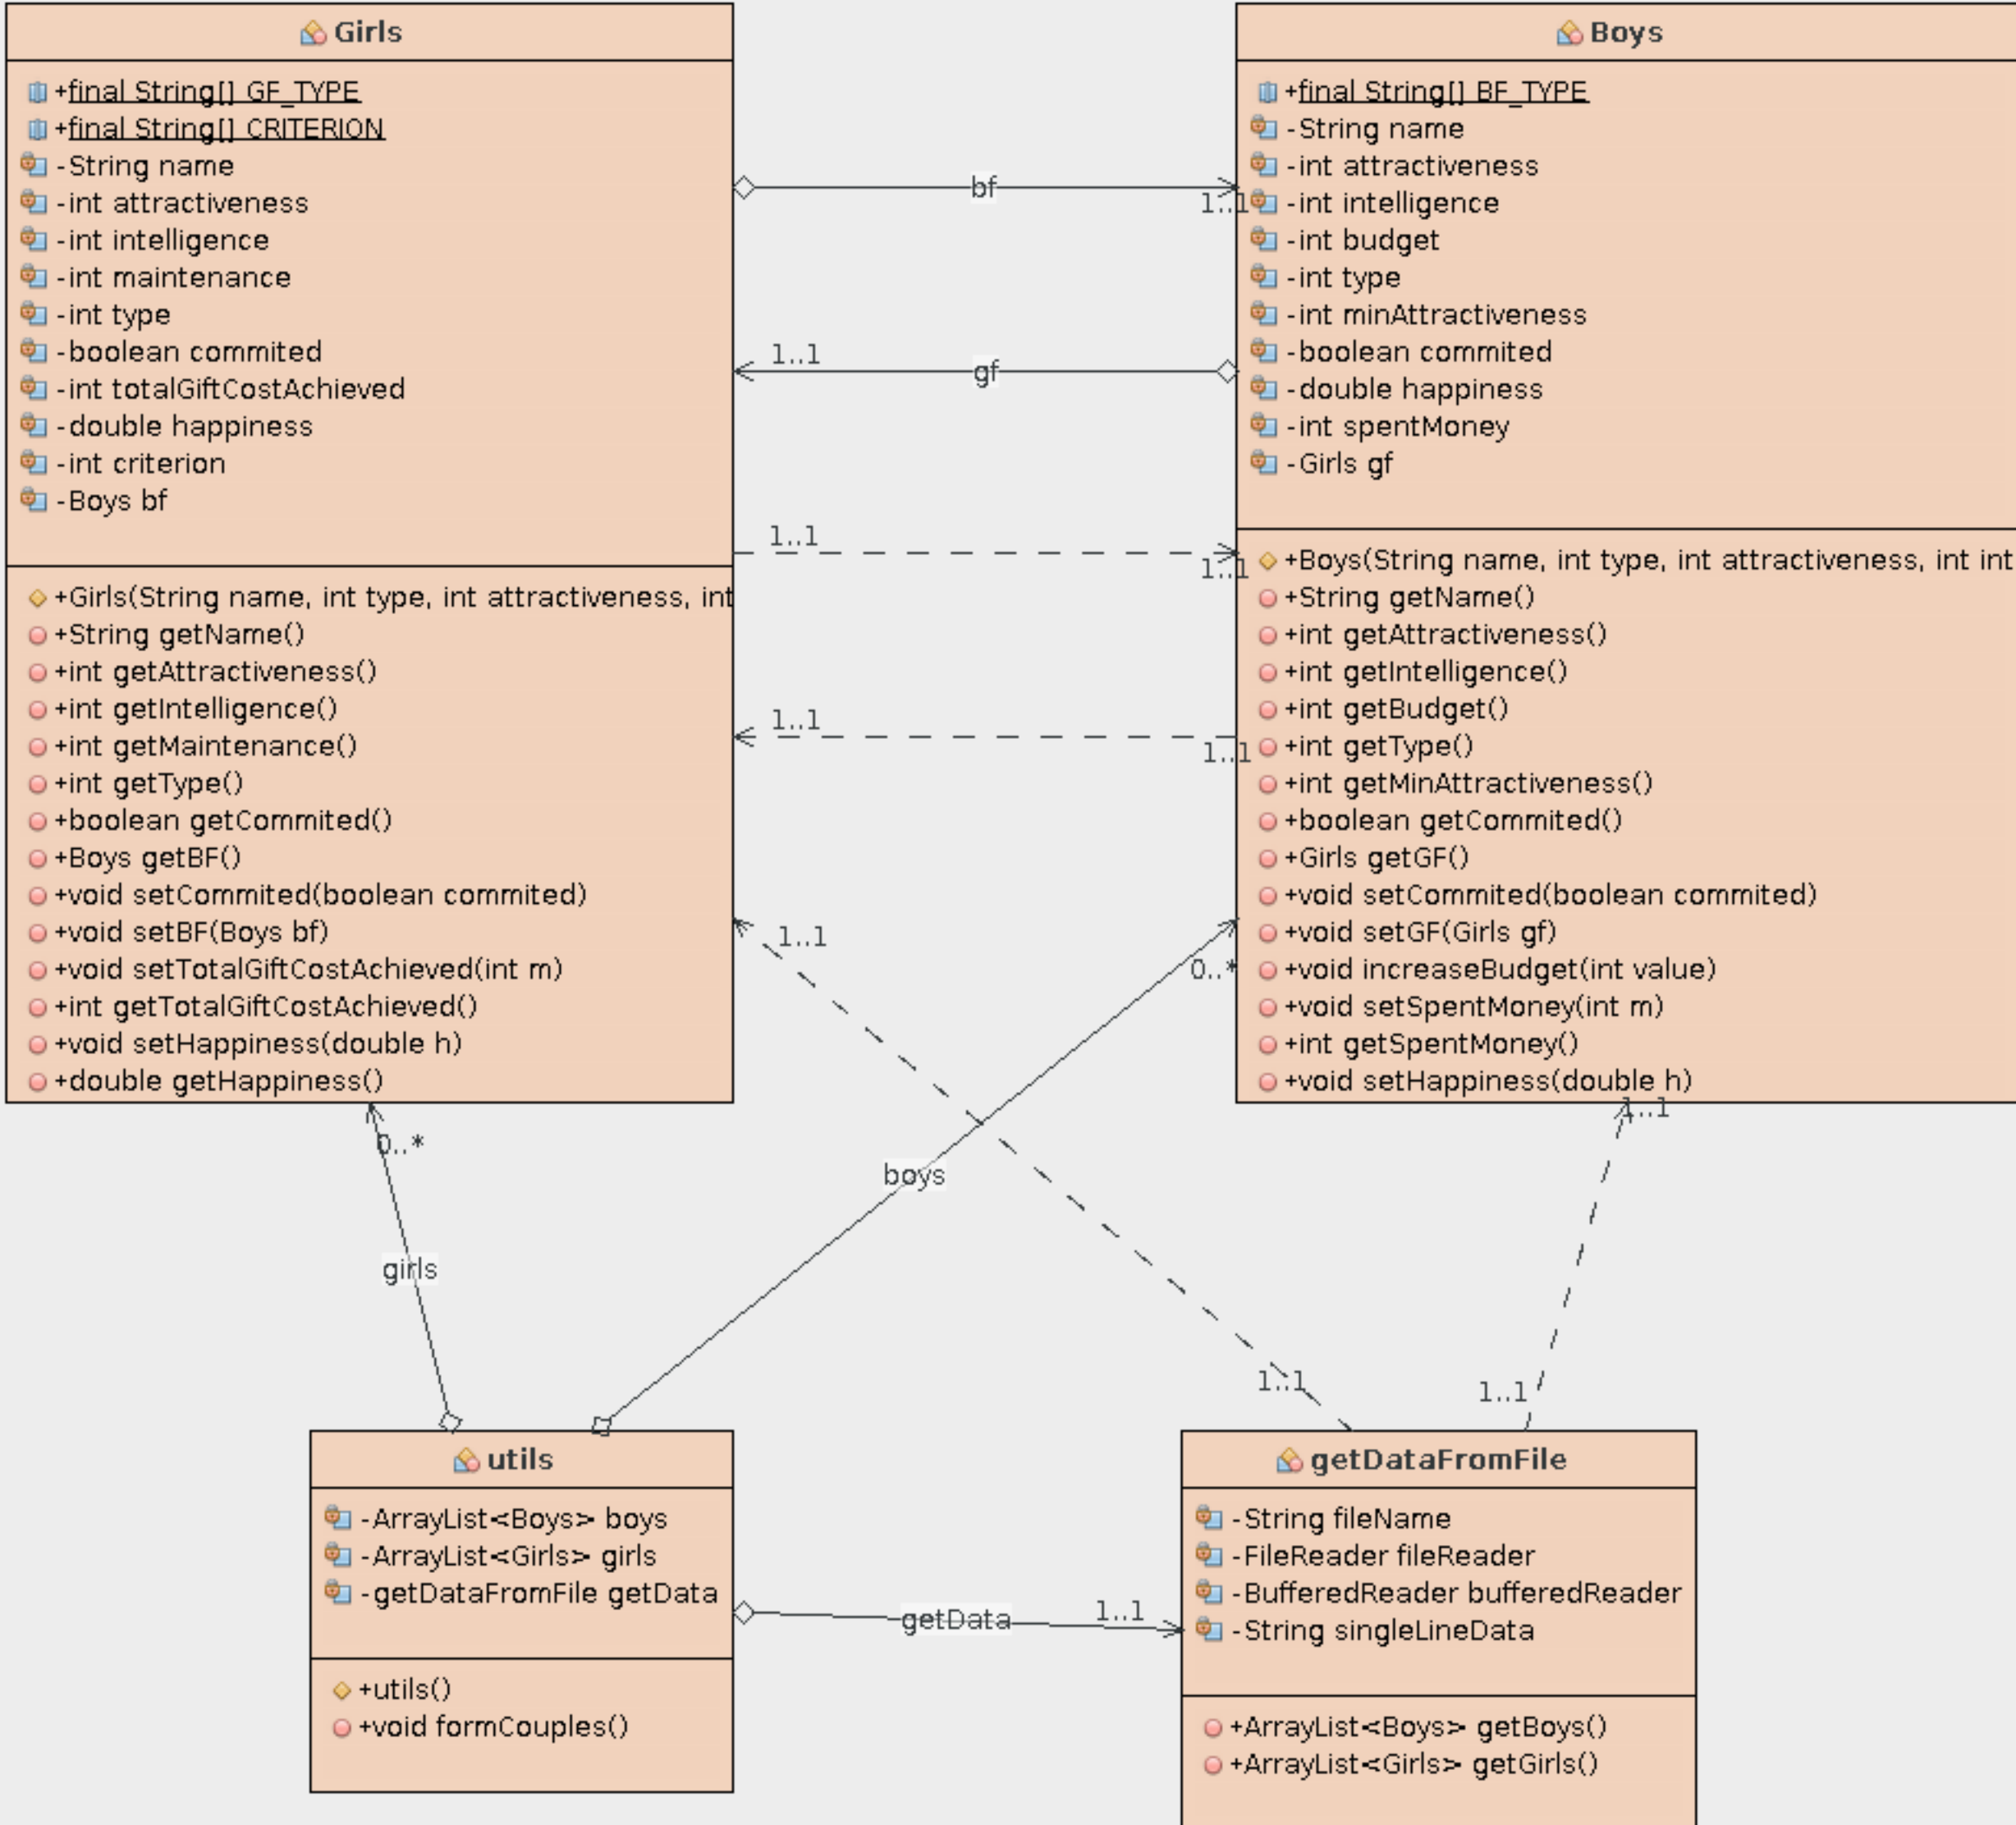 Girls
+final String[] GF_TYPE
+final String[] CRITERION
-String name
-int attractiveness
-int intelligence
-int maintenance
-int type
-boolean commited
-int totalGiftCostAchieved
-double happiness
-int criterion
-Boys bf
+Girls(String name, int type, int attractiveness, int
+String getName()
+int getAttractiveness()
+int getIntelligence()
+int getMaintenance()
+int getType()
+boolean getCommited()
+Boys getBF()
+void setCommited(boolean commited)
+void setBF(Boys bf)
+void setTotalGiftCostAchieved(int m)
+int getTotalGiftCostAchieved()
+void setHappiness(double h)
+double getHappiness()
bf
1..1
1..1
gf
1..1
1..1
1..1
1..1
1..1
0..*
Boys
+final String[] BF_TYPE
-String name
-int attractiveness
-int intelligence
-int budget
-int type
-int minAttractiveness
-boolean commited
-double happiness
-int spentMoney
-Girls gf
+Boys(String name, int type, int attractiveness, int int
+String getName()
+int getAttractiveness()
+int getIntelligence()
+int getBudget()
+int getType()
+int getMinAttractiveness()
+boolean getCommited()
+Girls getGF()
+void setCommited(boolean commited)
+void setGF(Girls gf)
+void increaseBudget(int value)
+void setSpentMoney(int m)
+int getSpentMoney()
+void setHappiness(double h)
1..1
0..*
boys
girls
1..1
1..1
utils
-ArrayList<Boys> boys
-ArrayList<Girls> girls
-getDataFromFile getData
+utils()
+void formCouples()
getData
1..1
getDataFromFile
-String fileName
-FileReader fileReader
-BufferedReader bufferedReader
-String singleLineData
+ArrayList<Boys> getBoys()
+ArrayList<Girls> getGirls()